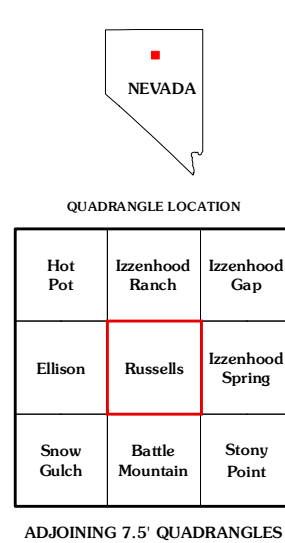 NEVADA
QUADRANGLE LOCATION
Hot
Pot
Izzenhood
Ranch
Izzenhood
Gap
Ellison
Russells
Izzenhood
Spring
Snow
Gulch
Battle
Mountain
Stony
Point
ADJOINING 7.5' QUADRANGLES